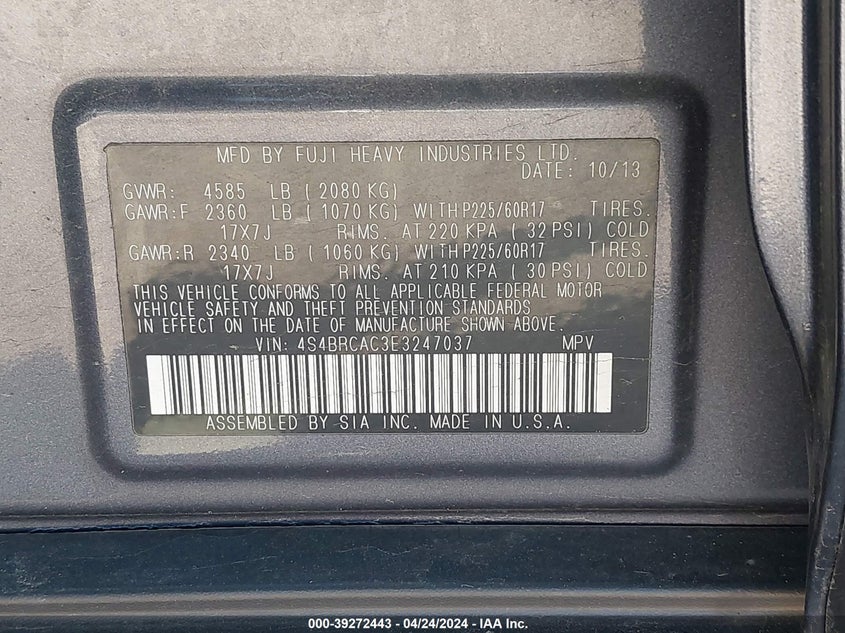 MFD BY FUJI HEAVY INDUSTRIES LTD.
DATE: 10/13
GVWR: 4585 LB ( 2080 KG)
GAWR:F 2360 LB ( 1070 KG) WITH P225/60R17 TIRES.
17X7J RIMS. AT 220 KPA ( 32 PSI) COLD
GAWR:R 2340 LB ( 1060 KG) WITH P225/60R17 TIRES.
17X7J RIMS. AT 210 KPA ( 30 PSI) COLD
THIS VEHICLE CONFORMS TO ALL APPLICABLE FEDERAL MOTOR
VEHICLE SAFETY AND THEFT PREVENTION STANDARDS
IN EFFECT ON THE DATE OF MANUFACTURE SHOWN ABOVE.
VIN: 4S4BRCAC3E3247037 MPV
ASSEMBLED BY SIA INC. MADE IN U.S.A.
000-39272443 - 04/24/2024 - IAA Inc.